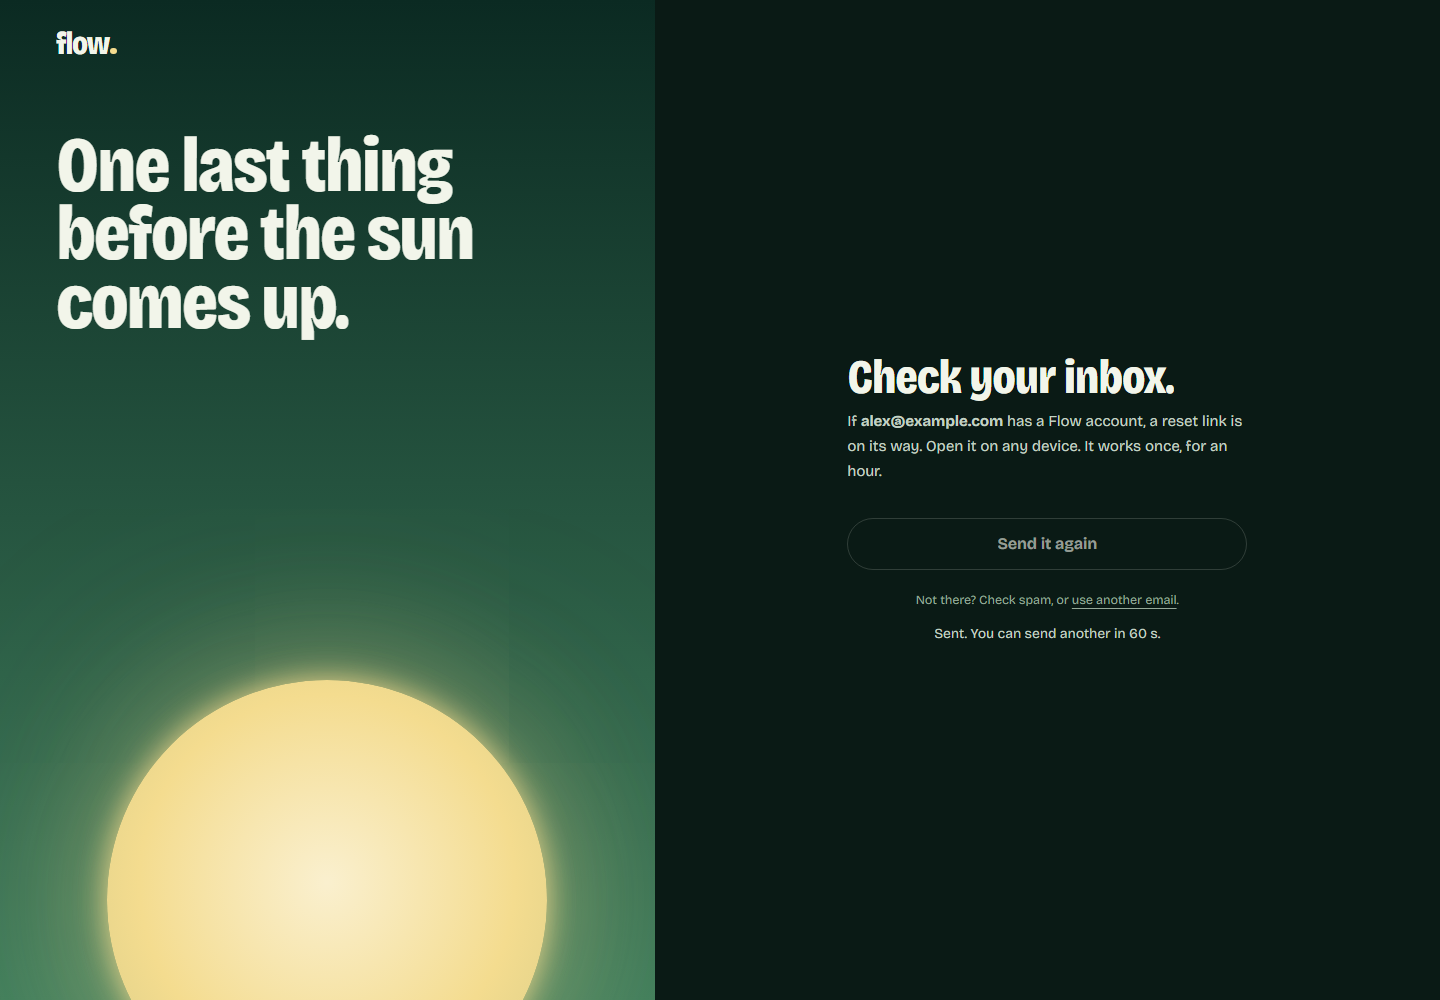 flow.
One last thing
before the sun
comes up.
Check your inbox.
If alex@example.com has a Flow account, a reset link is
on its way. Open it on any device. It works once, for an
hour.
Send it again
Not there? Check spam, or use another email.
Sent. You can send another in 60 s.